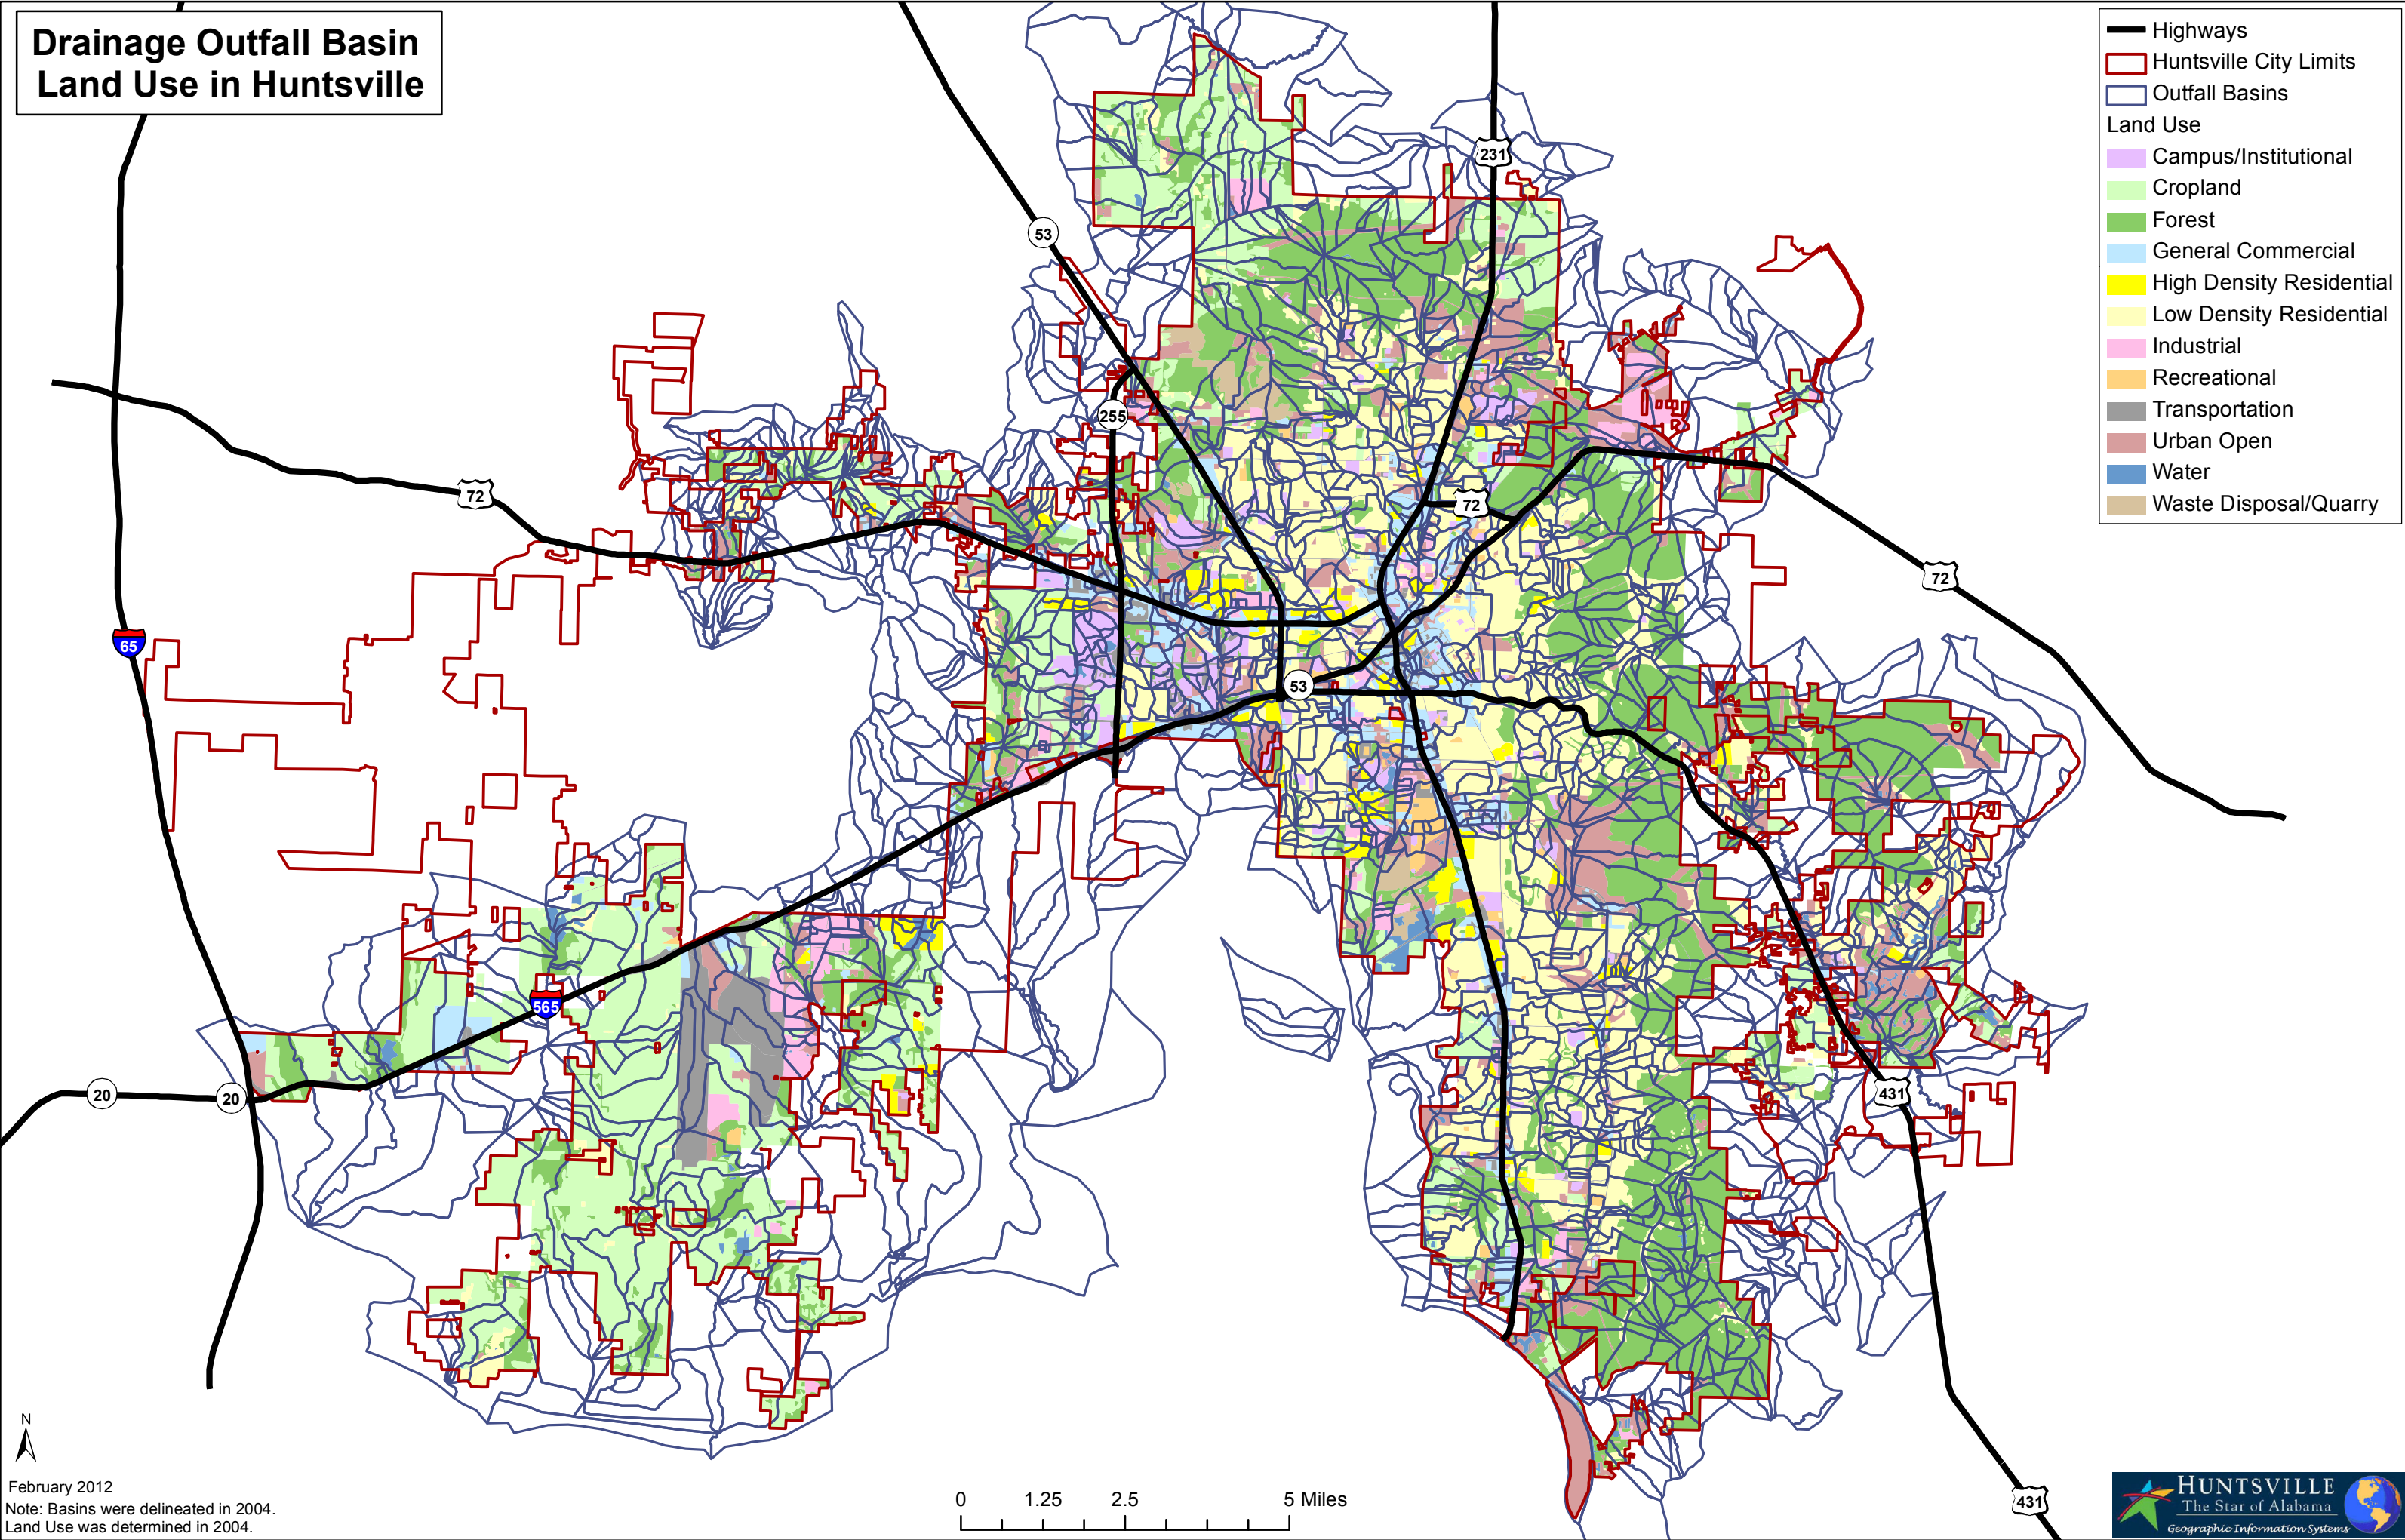 Drainage Outfall Basin
Land Use in Huntsville
Highways
Huntsville City Limits
Outfall Basins
Land Use
Campus/Institutional
Cropland
Forest
General Commercial
High Density Residential
Low Density Residential
Industrial
Recreational
Transportation
Urban Open
Water
Waste Disposal/Quarry
231
53
255
72
72
72
65
53
565
20
20
431
431
N
February 2012
Note: Basins were delineated in 2004.
Land Use was determined in 2004.
0 1.25 2.5 5 Miles
HUNTSVILLE
The Star of Alabama
Geographic Information Systems